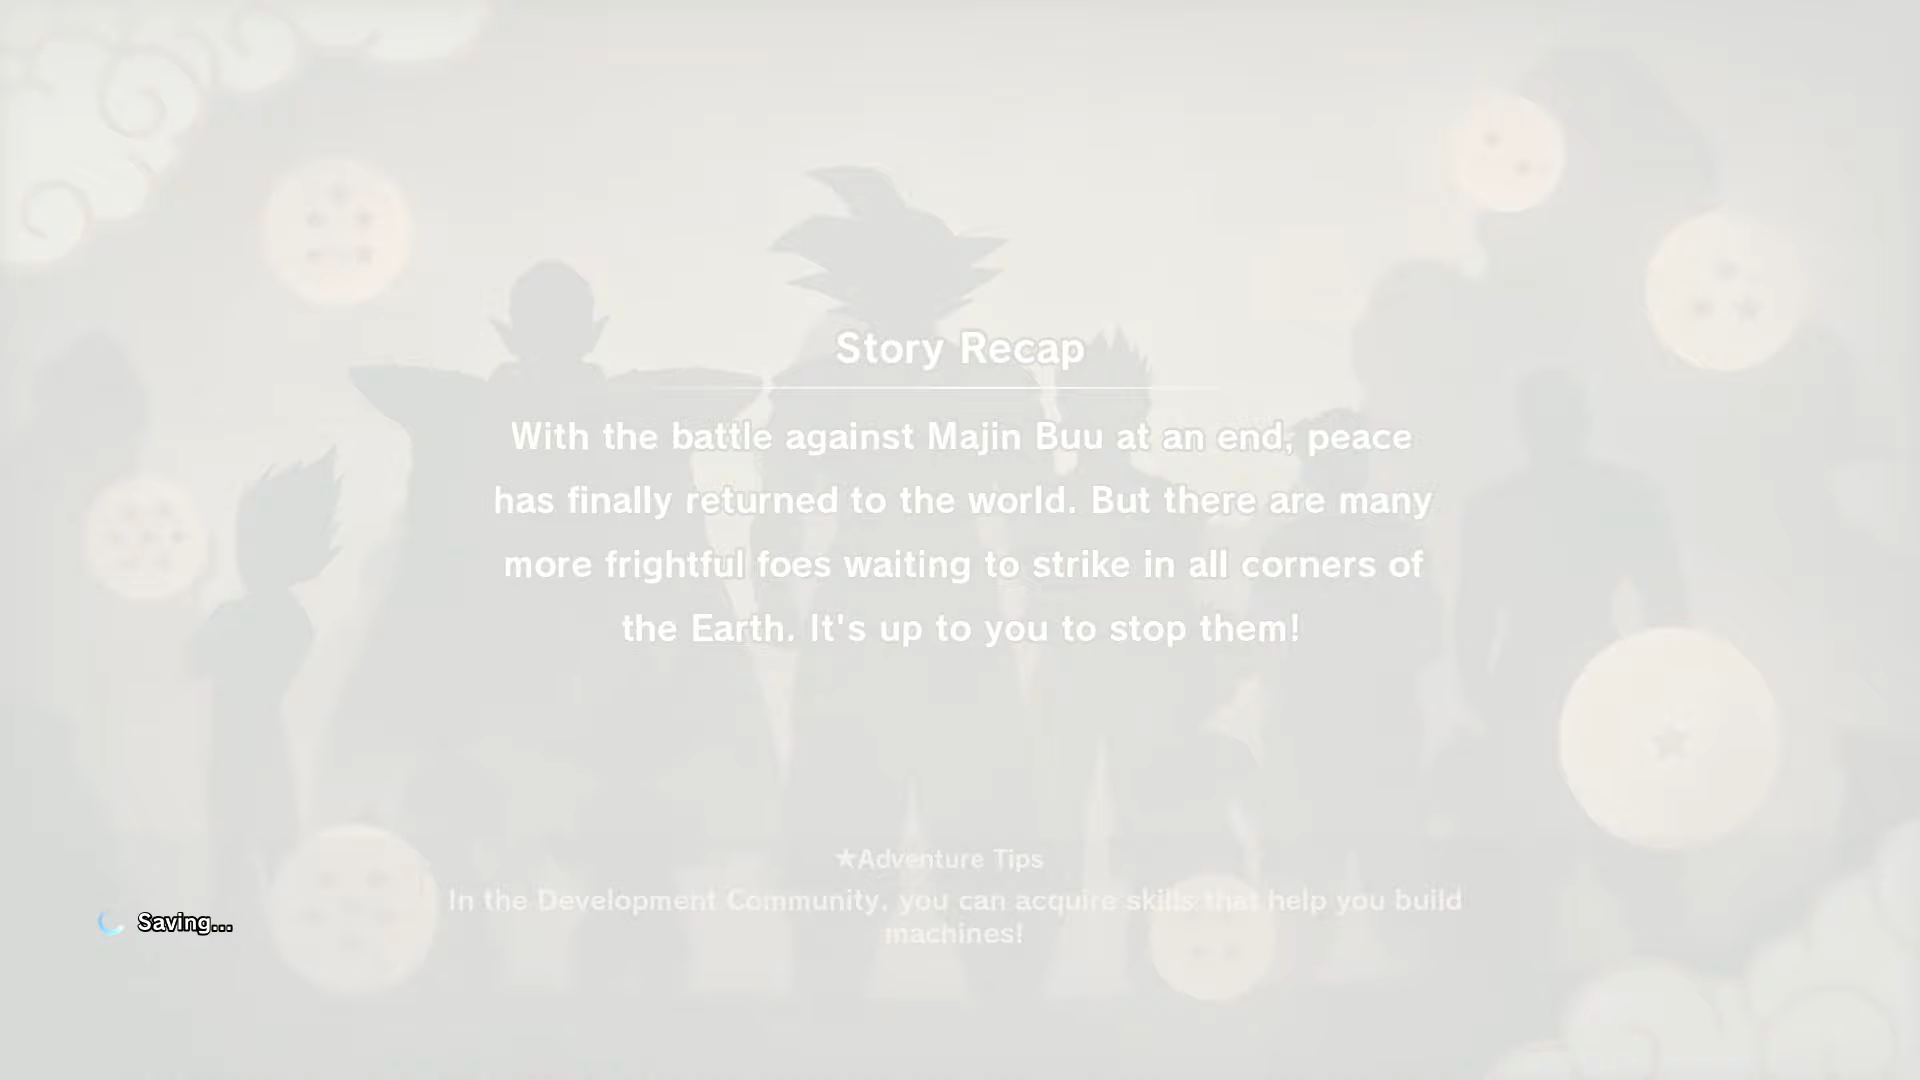 Story Recap
With the battle against Majin Buu at an end, peace
has finally returned to the world. But there are many
more frightful foes waiting to strike in all corners of
the Earth. It's up to you to stop them!
★Adventure Tips
In the Development Community, you can acquire skills that help you build
machines!
Saving...